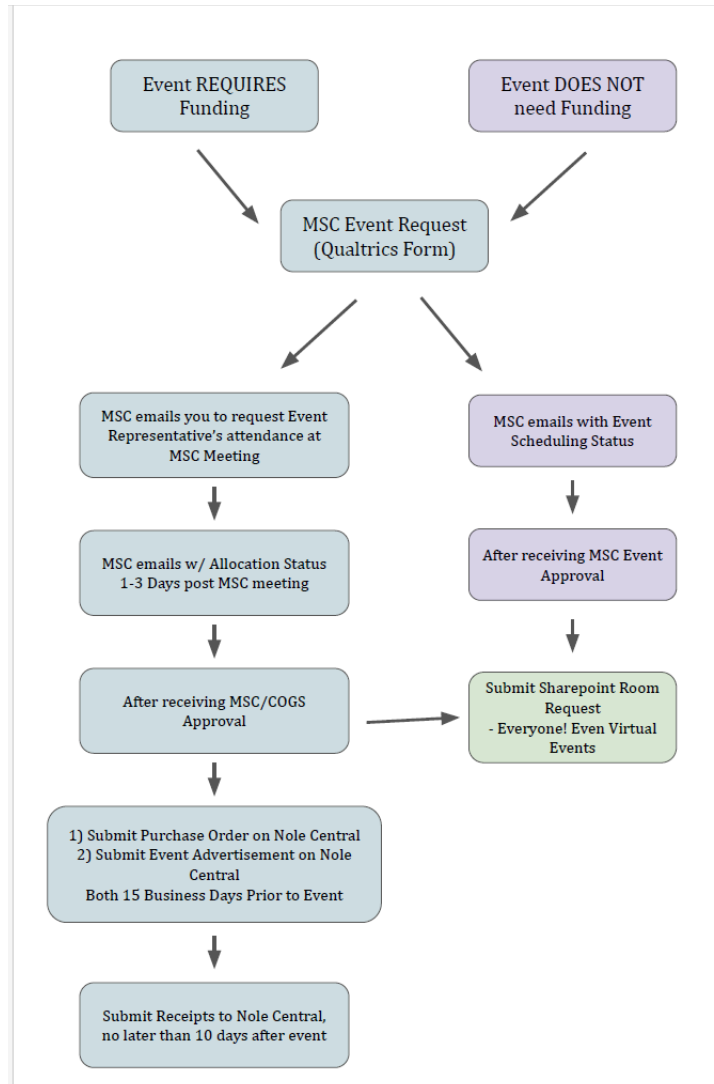 Event REQUIRES
Funding
Event DOES NOT
need Funding
MSC Event Request
(Qualtrics Form)
MSC emails you to request Event
Representative's attendance at
MSC Meeting
MSC emails with Event
Scheduling Status
MSC emails w/ Allocation Status
1-3 Days post MSC meeting
After receiving MSC Event
Approval
After receiving MSC/COGS
Approval
Submit Sharepoint Room
Request
- Everyone! Even Virtual
Events
1) Submit Purchase Order on Nole Central
2) Submit Event Advertisement on Nole
Central
Both 15 Business Days Prior to Event
Submit Receipts to Nole Central,
no later than 10 days after event